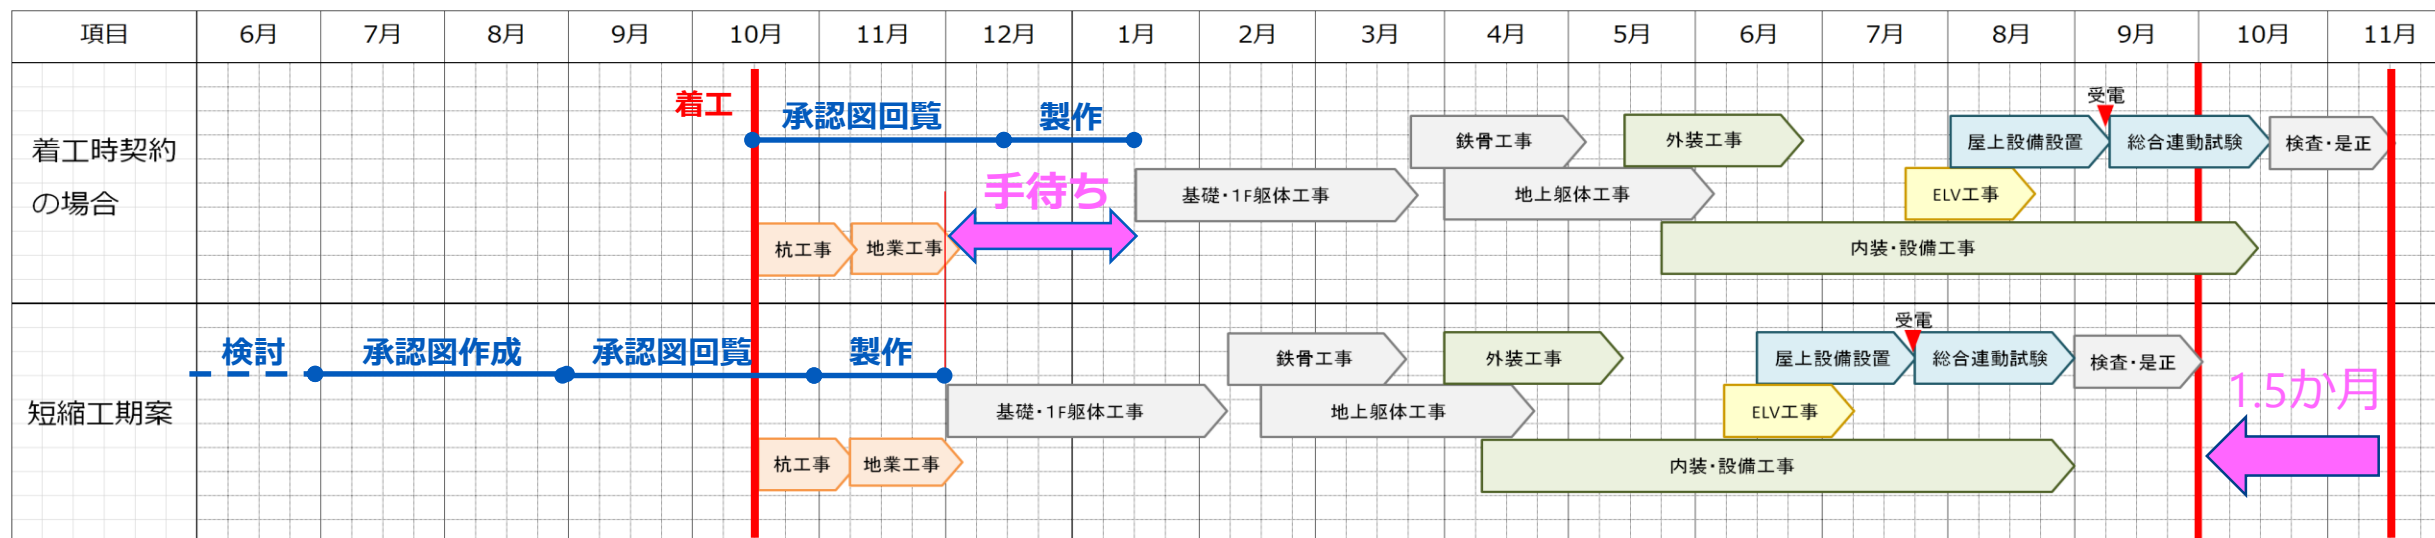 項目 6月 7月 8月 9月 10月 11月 12月 1月 2月 3月 4月 5月 6月 7月 8月 9月 10月 11月
着工時契約
の場合
着工
承認図回覧 製作
受電
鉄骨工事 外装工事 屋上設備設置 総合連動試験 検査・是正
手待ち
基礎・1F躯体工事 地上躯体工事 ELV工事
杭工事 地業工事 内装・設備工事
短縮工期案
検討 承認図作成 承認図回覧 製作
受電
鉄骨工事 外装工事 屋上設備設置 総合連動試験 検査・是正
1.5か月
基礎・1F躯体工事 地上躯体工事 ELV工事
杭工事 地業工事 内装・設備工事